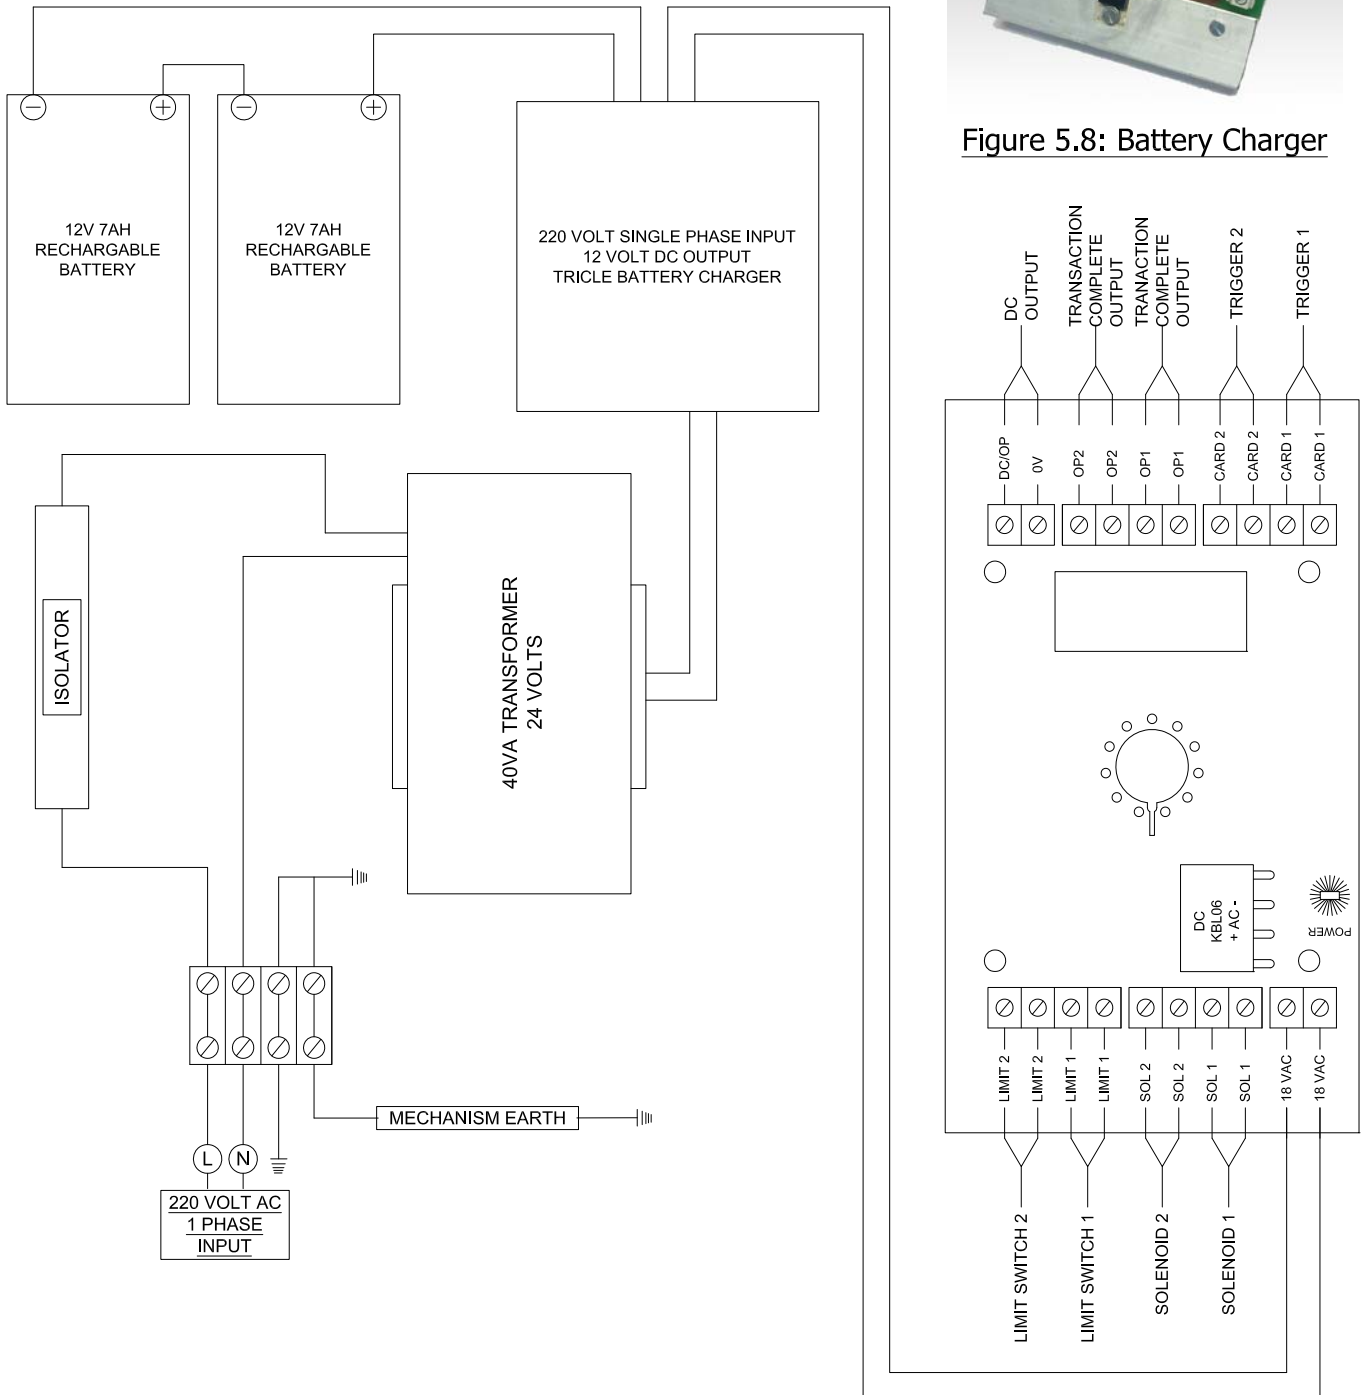 Figure 5.8: Battery Charger
− + − +
12V 7AH
RECHARGABLE
BATTERY
12V 7AH
RECHARGABLE
BATTERY
220 VOLT SINGLE PHASE INPUT
12 VOLT DC OUTPUT
TRICLE BATTERY CHARGER
ISOLATOR
40VA TRANSFORMER
24 VOLTS
MECHANISM EARTH
L N
220 VOLT AC
1 PHASE
INPUT
DC
OUTPUT
TRANSACTION
COMPLETE
OUTPUT
TRANACTION
COMPLETE
OUTPUT
TRIGGER 2
TRIGGER 1
DC/OP
0V
OP2
OP2
OP1
OP1
CARD 2
CARD 2
CARD 1
CARD 1
DC
KBL06
+ AC -
POWER
LIMIT 2
LIMIT 2
LIMIT 1
LIMIT 1
SOL 2
SOL 2
SOL 1
SOL 1
18 VAC
18 VAC
LIMIT SWITCH 2
LIMIT SWITCH 1
SOLENOID 2
SOLENOID 1